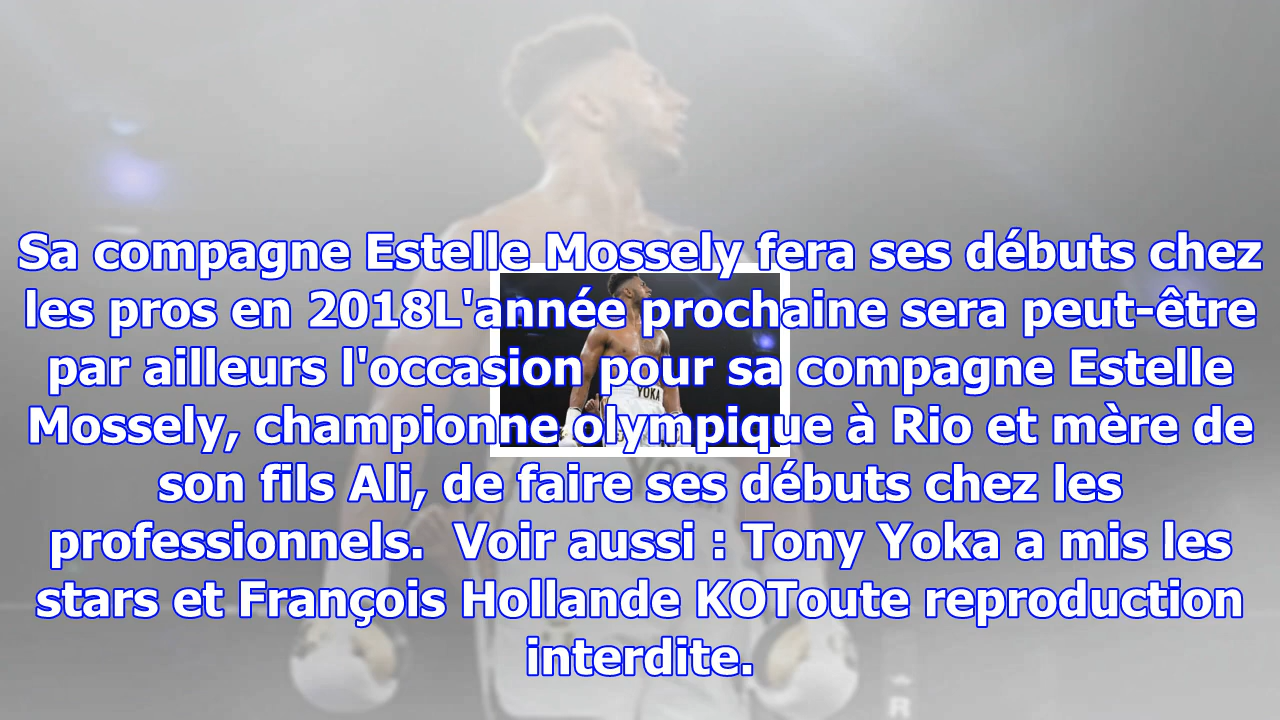 Sa compagne Estelle Mossely fera ses débuts chez
les pros en 2018L'année prochaine sera peut-être
par ailleurs l'occasion pour sa compagne Estelle
Mossely, championne olympique à Rio et mère de
son fils Ali, de faire ses débuts chez les
professionnels.  Voir aussi : Tony Yoka a mis les
stars et François Hollande KOToute reproduction
interdite.
YOKA
YOKA
R